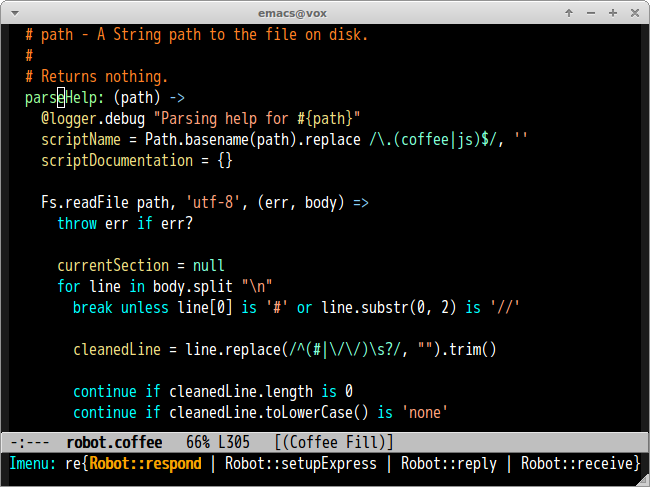 emacs@vox
# path - A String path to the file on disk.
#
# Returns nothing.
parseHelp: (path) ->
@logger.debug "Parsing help for #{path}"
scriptName = Path.basename(path).replace /\.(coffee|js)$/, ''
scriptDocumentation = {}
Fs.readFile path, 'utf-8', (err, body) =>
throw err if err?
currentSection = null
for line in body.split "\n"
break unless line[0] is '#' or line.substr(0, 2) is '//'
cleanedLine = line.replace(/^(#|\/\/)\s?/, "").trim()
continue if cleanedLine.length is 0
continue if cleanedLine.toLowerCase() is 'none'
-:--- robot.coffee 66% L305 [(Coffee Fill)]
Imenu: re{Robot::respond | Robot::setupExpress | Robot::reply | Robot::receive}